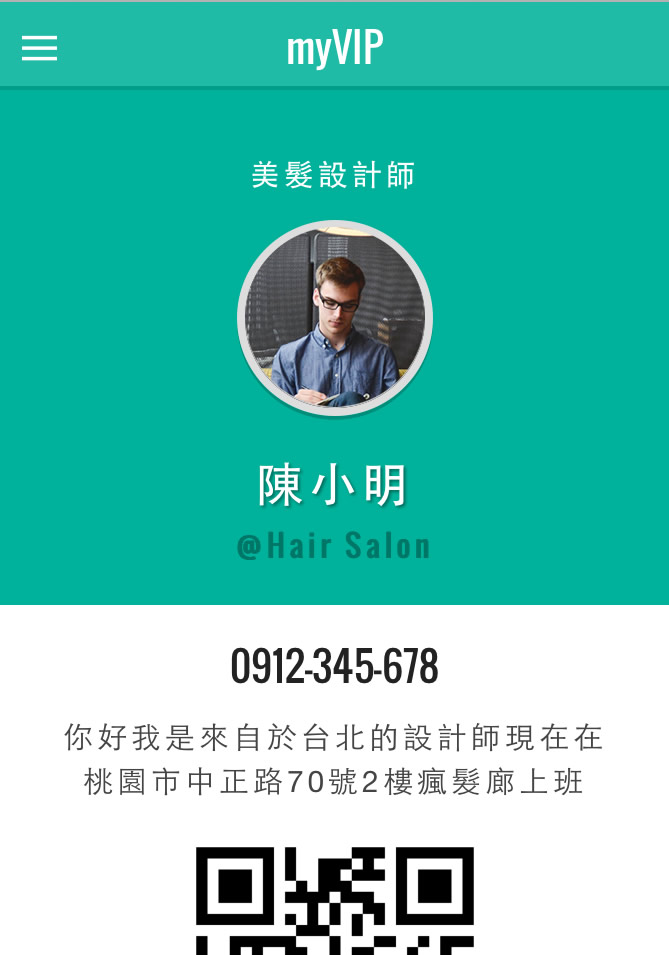 myVIP
美髮設計師
陳小明
@Hair Salon
0912-345-678
你好我是來自於台北的設計師現在在
桃園市中正路70號2樓瘋髮廊上班